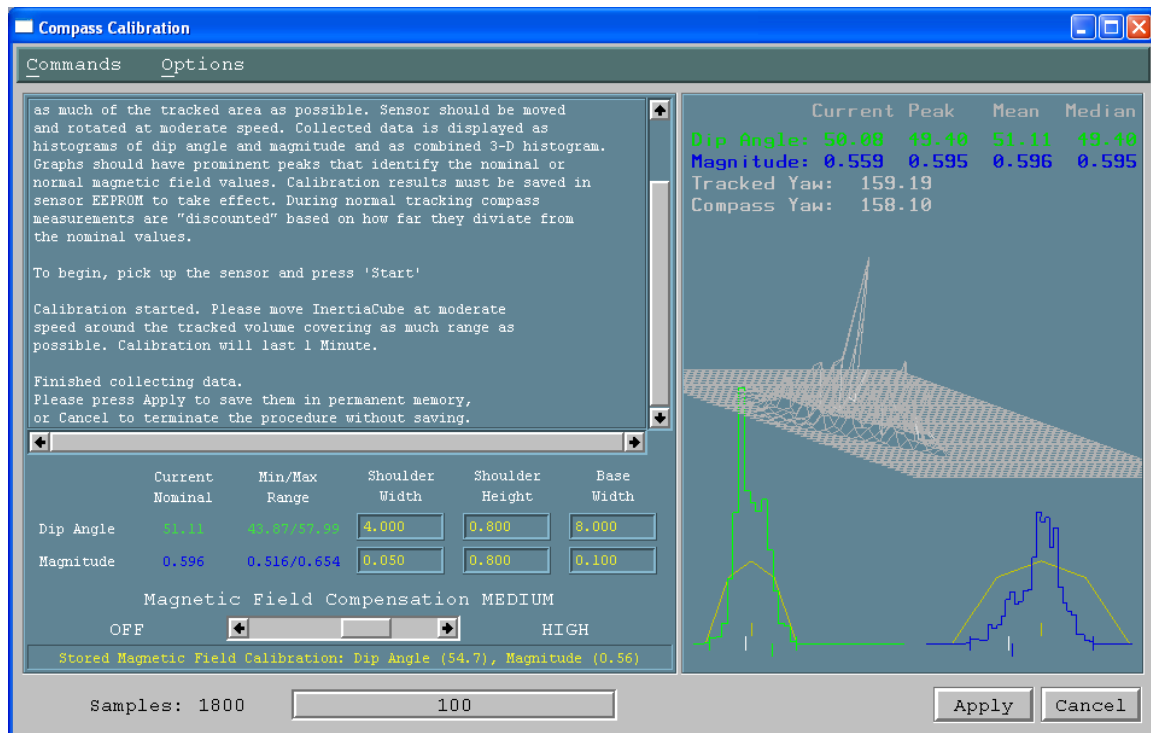 Compass Calibration
Commands Options
as much of the tracked area as possible. Sensor should be moved
and rotated at moderate speed. Collected data is displayed as
histograms of dip angle and magnitude and as combined 3-D histogram.
Graphs should have prominent peaks that identify the nominal or
normal magnetic field values. Calibration results must be saved in
sensor EEPROM to take effect. During normal tracking compass
measurements are "discounted" based on how far they diviate from
the nominal values.
To begin, pick up the sensor and press 'Start'
Calibration started. Please move InertiaCube at moderate
speed around the tracked volume covering as much range as
possible. Calibration will last 1 Minute.
Finished collecting data.
Please press Apply to save them in permanent memory,
or Cancel to terminate the procedure without saving.
Current Min/Max Shoulder Shoulder Base
Nominal Range Width Height Width
Dip Angle 51.11 43.87/57.99 4.000 0.800 8.000
Magnitude 0.596 0.516/0.654 0.050 0.800 0.100
Magnetic Field Compensation MEDIUM
OFF HIGH
Stored Magnetic Field Calibration: Dip Angle (54.7), Magnitude (0.56)
Current Peak Mean Median
Dip Angle: 50.08 49.40 51.11 49.40
Magnitude: 0.559 0.595 0.596 0.595
Tracked Yaw: 159.19
Compass Yaw: 158.10
Samples: 1800 100 Apply Cancel